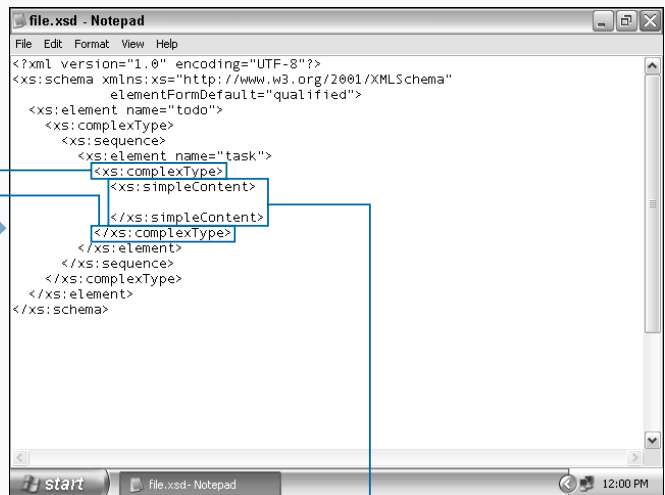 file.xsd - Notepad
File Edit Format View Help
<?xml version="1.0" encoding="UTF-8"?>
<xs:schema xmlns:xs="http://www.w3.org/2001/XMLSchema"
elementFormDefault="qualified">
<xs:element name="todo">
<xs:complexType>
<xs:sequence>
<xs:element name="task">
<xs:complexType>
<xs:simpleContent>
</xs:simpleContent>
</xs:complexType>
</xs:element>
</xs:sequence>
</xs:complexType>
</xs:element>
</xs:schema>
start
file.xsd- Notepad
12:00 PM